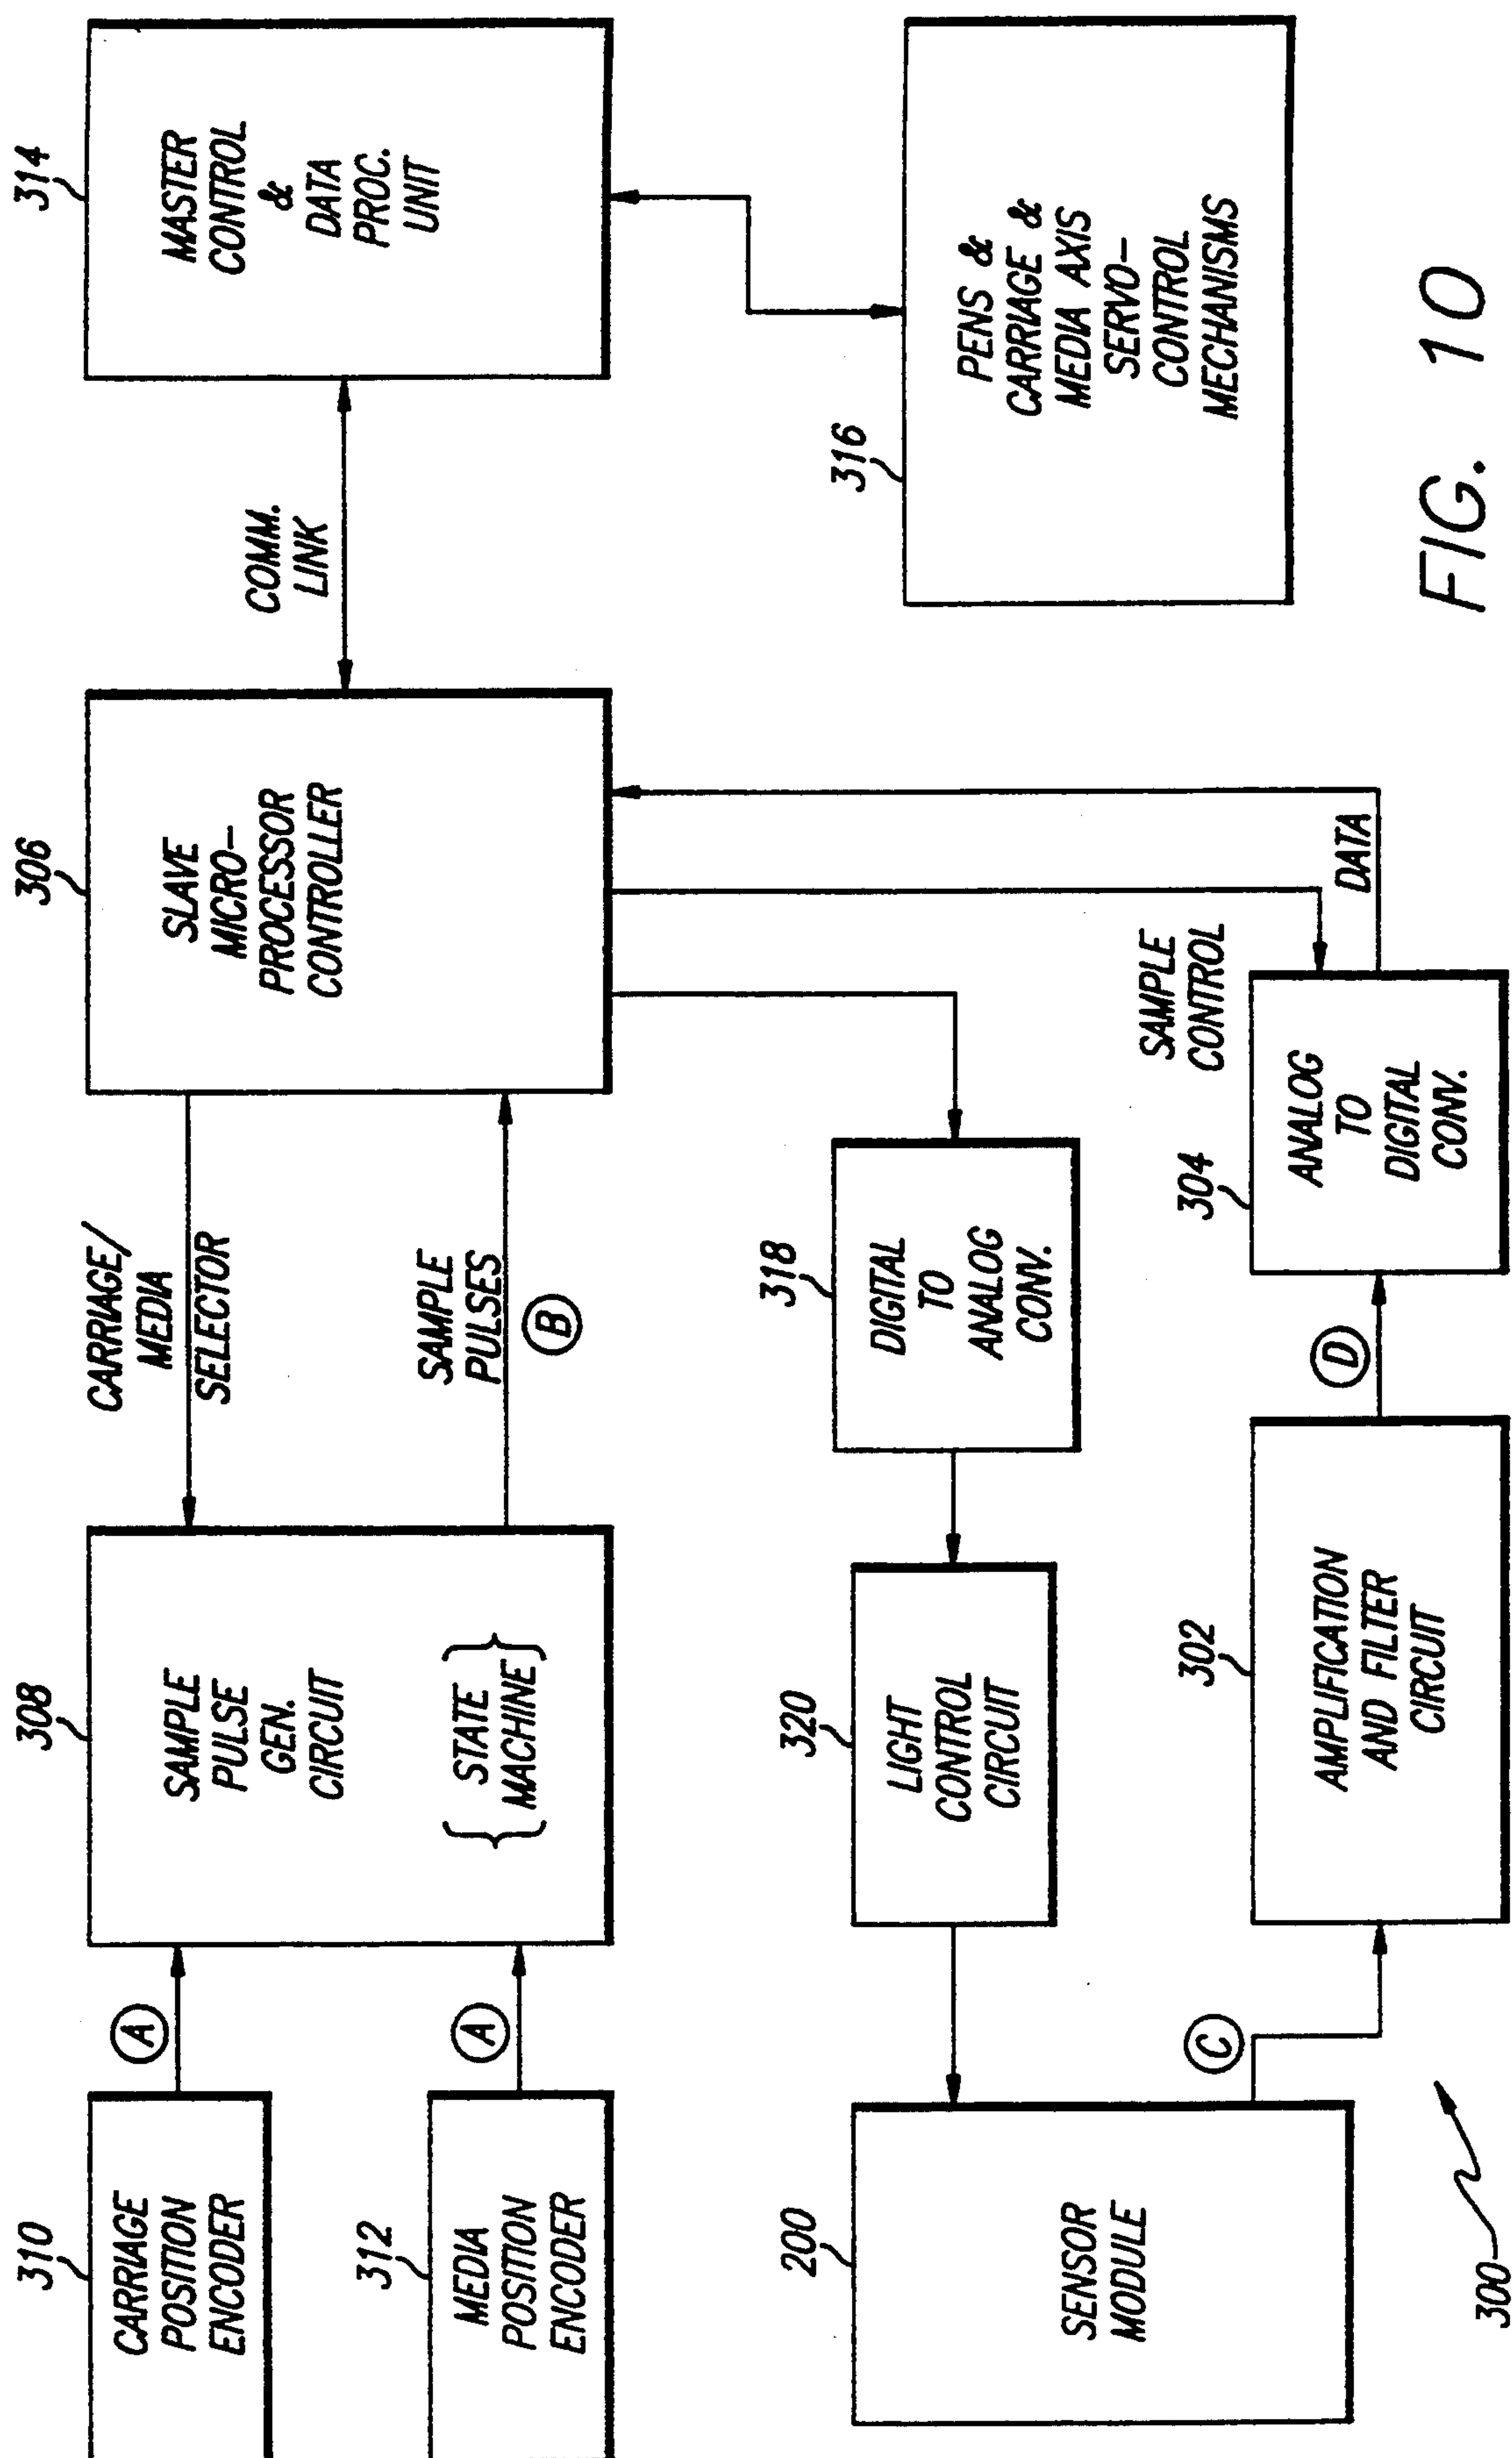 310
CARRIAGE
POSITION
ENCODER
A
308
SAMPLE
PULSE
GEN.
CIRCUIT
{ STATE }
MACHINE
CARRIAGE/
MEDIA
SELECTOR
SAMPLE
PULSES
B
306
SLAVE
MICRO-
PROCESSOR
CONTROLLER
COMM.
LINK
314
MASTER
CONTROL
&
DATA
PROC.
UNIT
312
MEDIA
POSITION
ENCODER
A
200
SENSOR
MODULE
320
LIGHT
CONTROL
CIRCUIT
318
DIGITAL
TO
ANALOG
CONV.
316
PENS &
CARRIAGE &
MEDIA AXIS
SERVO-
CONTROL
MECHANISMS
C
302
AMPLIFICATION
AND FILTER
CIRCUIT
D
304
ANALOG
TO
DIGITAL
CONV.
SAMPLE
CONTROL
DATA
300
FIG. 10